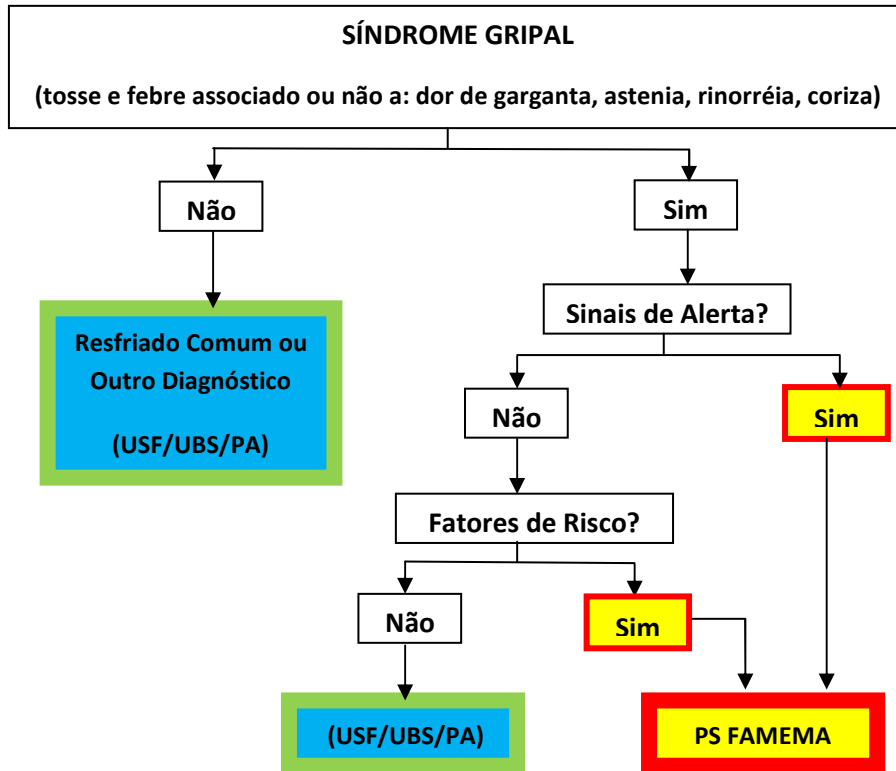 SÍNDROME GRIPAL
(tosse e febre associado ou não a: dor de garganta, astenia, rinorréia, coriza)
Não
Sim
Resfriado Comum ou
Outro Diagnóstico
(USF/UBS/PA)
Sinais de Alerta?
Não
Sim
Fatores de Risco?
Não
Sim
(USF/UBS/PA)
PS FAMEMA